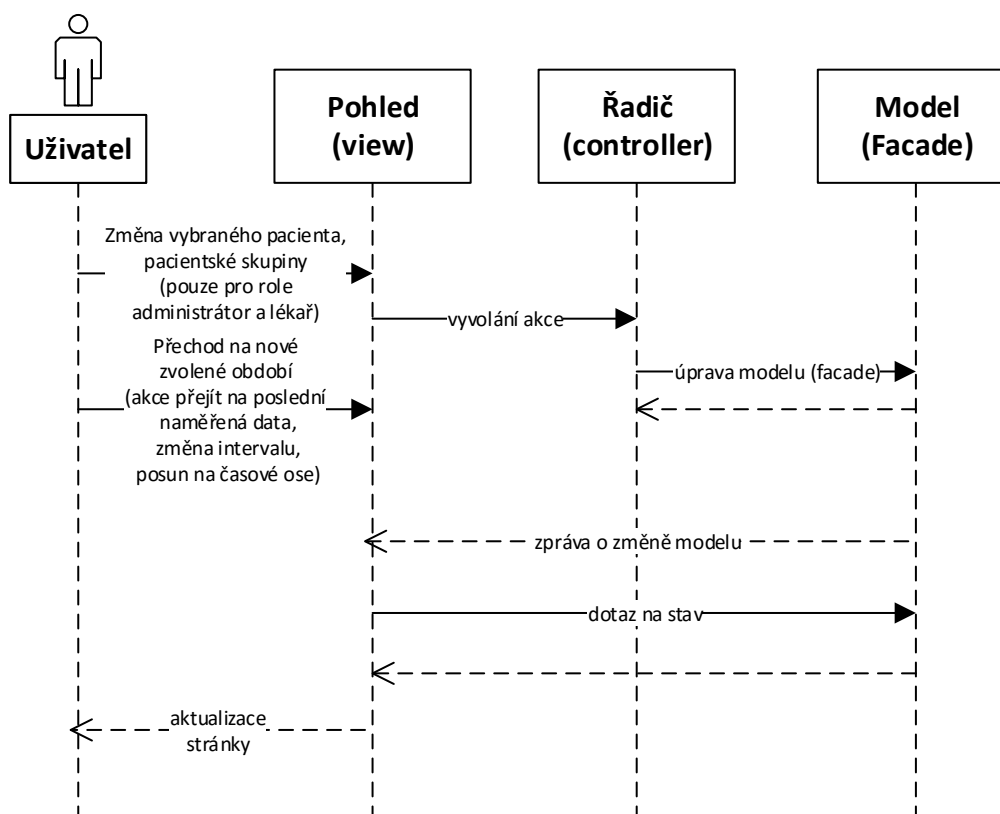 Uživatel
Pohled
(view)
Řadič
(controller)
Model
(Facade)
Změna vybraného pacienta,
pacientské skupiny
(pouze pro role
administrátor a lékař)
vyvolání akce
Přechod na nové
zvolené období
(akce přejít na poslední
naměřená data,
změna intervalu,
posun na časové ose)
úprava modelu (facade)
zpráva o změně modelu
dotaz na stav
aktualizace
stránky